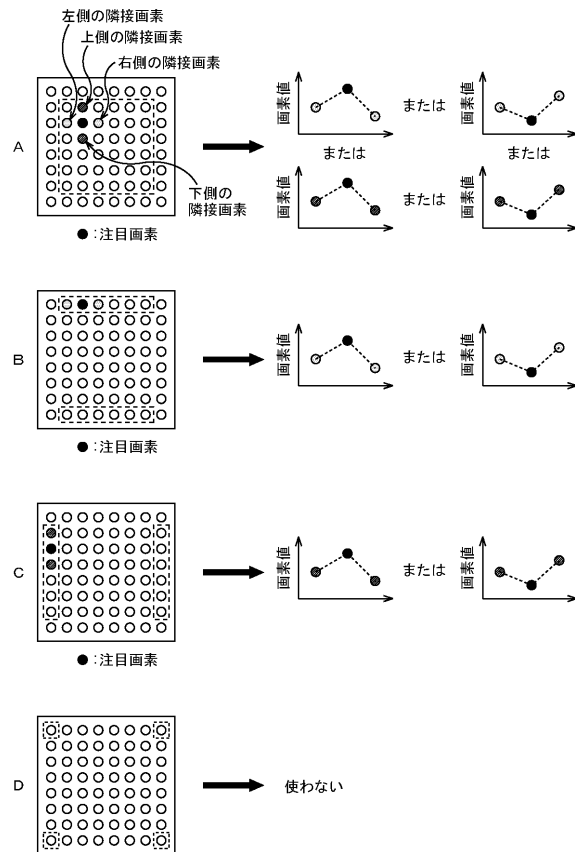 左側の隣接画素
上側の隣接画素
右側の隣接画素
A
下側の
隣接画素
●:注目画素
画素値
または
画素値
または
または
画素値
または
画素値
B
●:注目画素
画素値
または
画素値
C
●:注目画素
画素値
または
画素値
D
使わない